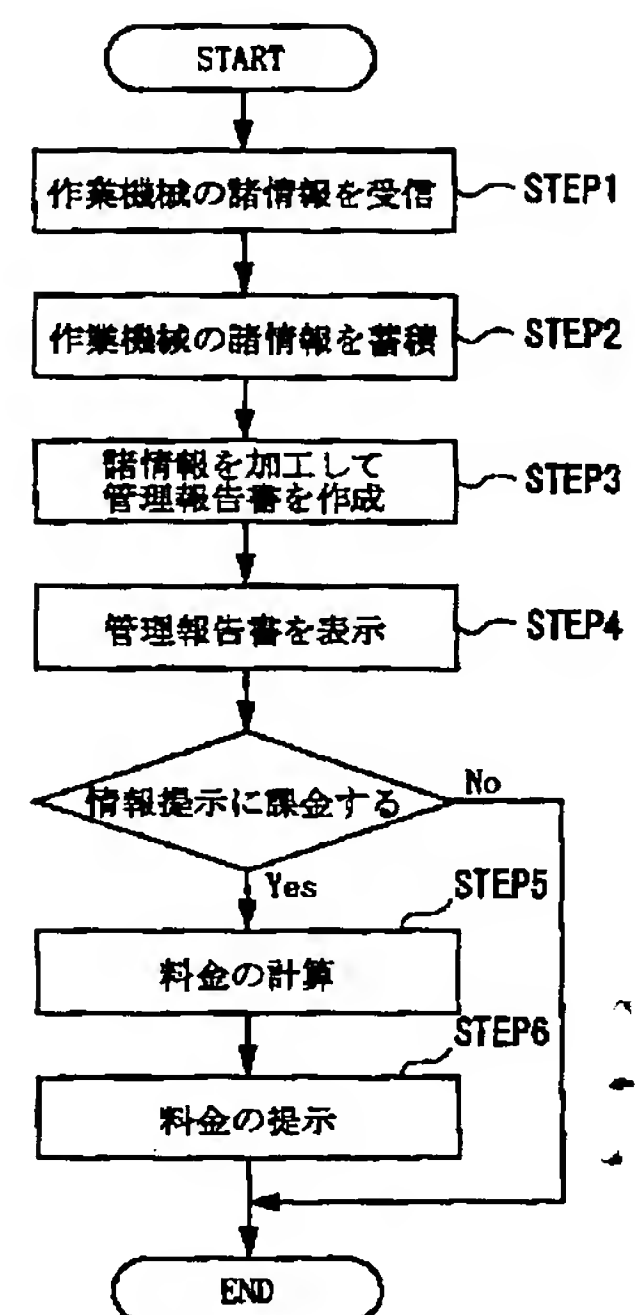 START
作業機械の諸情報を受信
STEP1
作業機械の諸情報を蓄積
STEP2
諸情報を加工して
管理報告書を作成
STEP3
管理報告書を表示
STEP4
情報提示に課金する
No
Yes
STEP5
料金の計算
STEP6
料金の提示
END